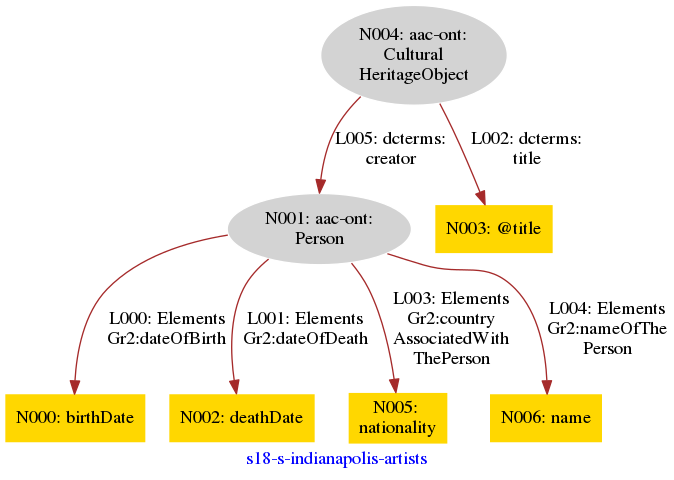 N004: aac-ont:
Cultural
HeritageObject
L005: dcterms:
creator
L002: dcterms:
title
N001: aac-ont:
Person
N003: @title
L000: Elements
Gr2:dateOfBirth
L001: Elements
Gr2:dateOfDeath
L003: Elements
Gr2:country
AssociatedWith
ThePerson
L004: Elements
Gr2:nameOfThe
Person
N000: birthDate
N002: deathDate
N005:
nationality
N006: name
s18-s-indianapolis-artists